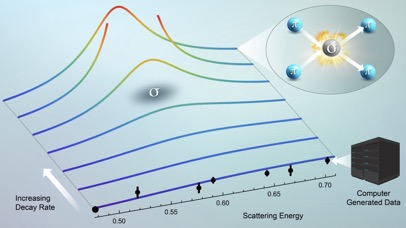 π
π
σ
π
π
σ
Increasing
Decay Rate
Computer
Generated Data
0.50
0.55
0.60
0.65
0.70
Scattering Energy